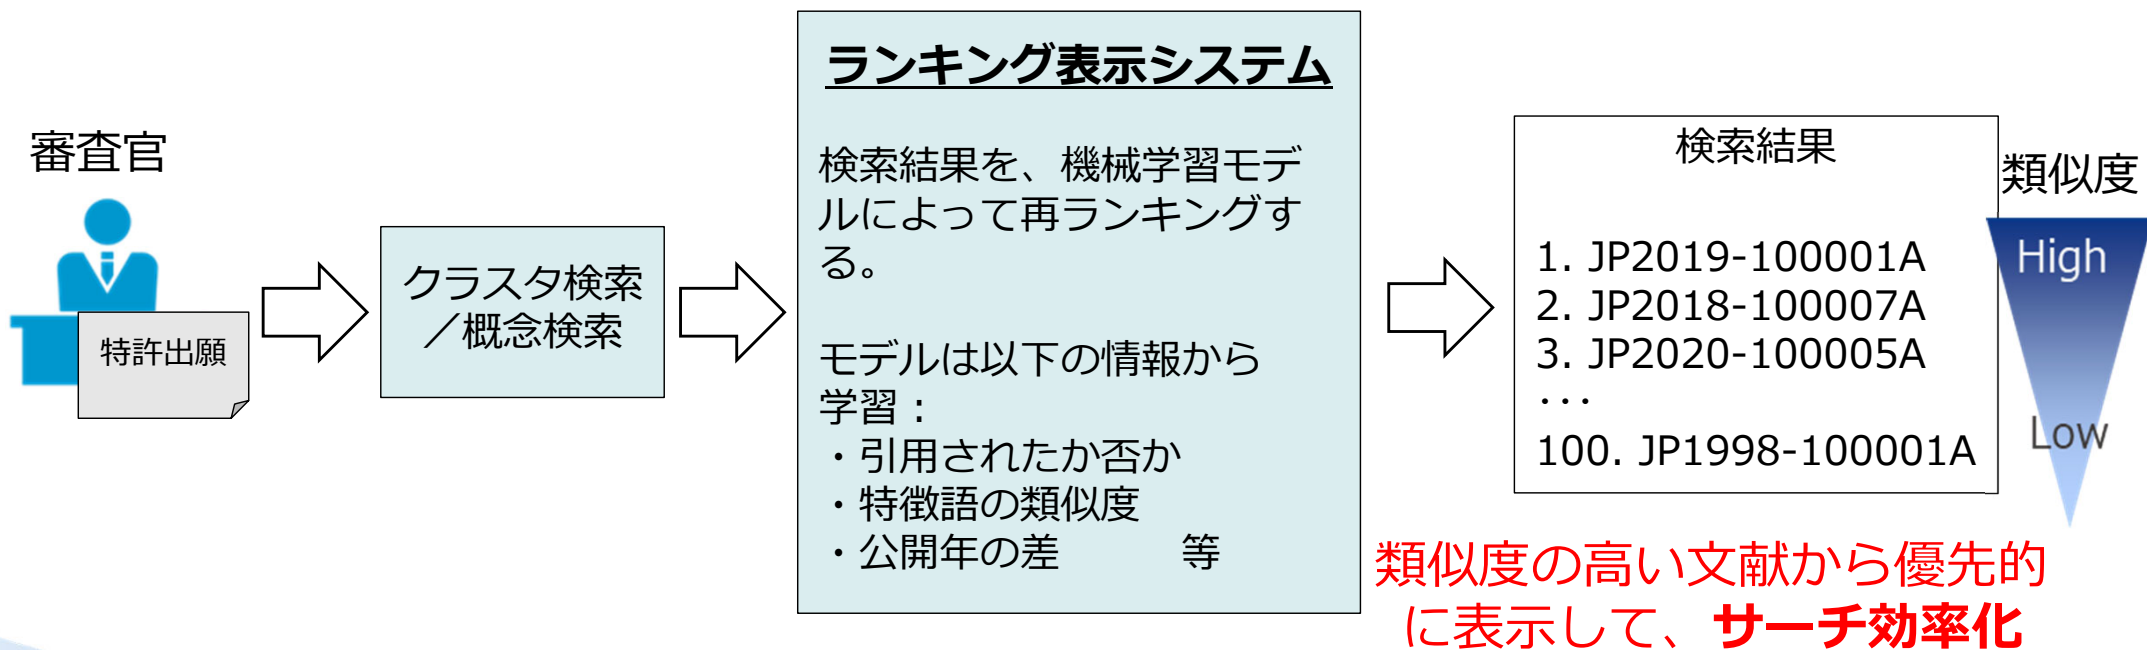 審査官
特許出願
クラスタ検索
／概念検索
ランキング表示システム
検索結果を、機械学習モデ
ルによって再ランキングす
る。
モデルは以下の情報から
学習：
・引用されたか否か
・特徴語の類似度
・公開年の差　　　等
検索結果
1. JP2019-100001A
2. JP2018-100007A
3. JP2020-100005A
･･･
100. JP1998-100001A
類似度
High
Low
類似度の高い文献から優先的
に表示して、サーチ効率化